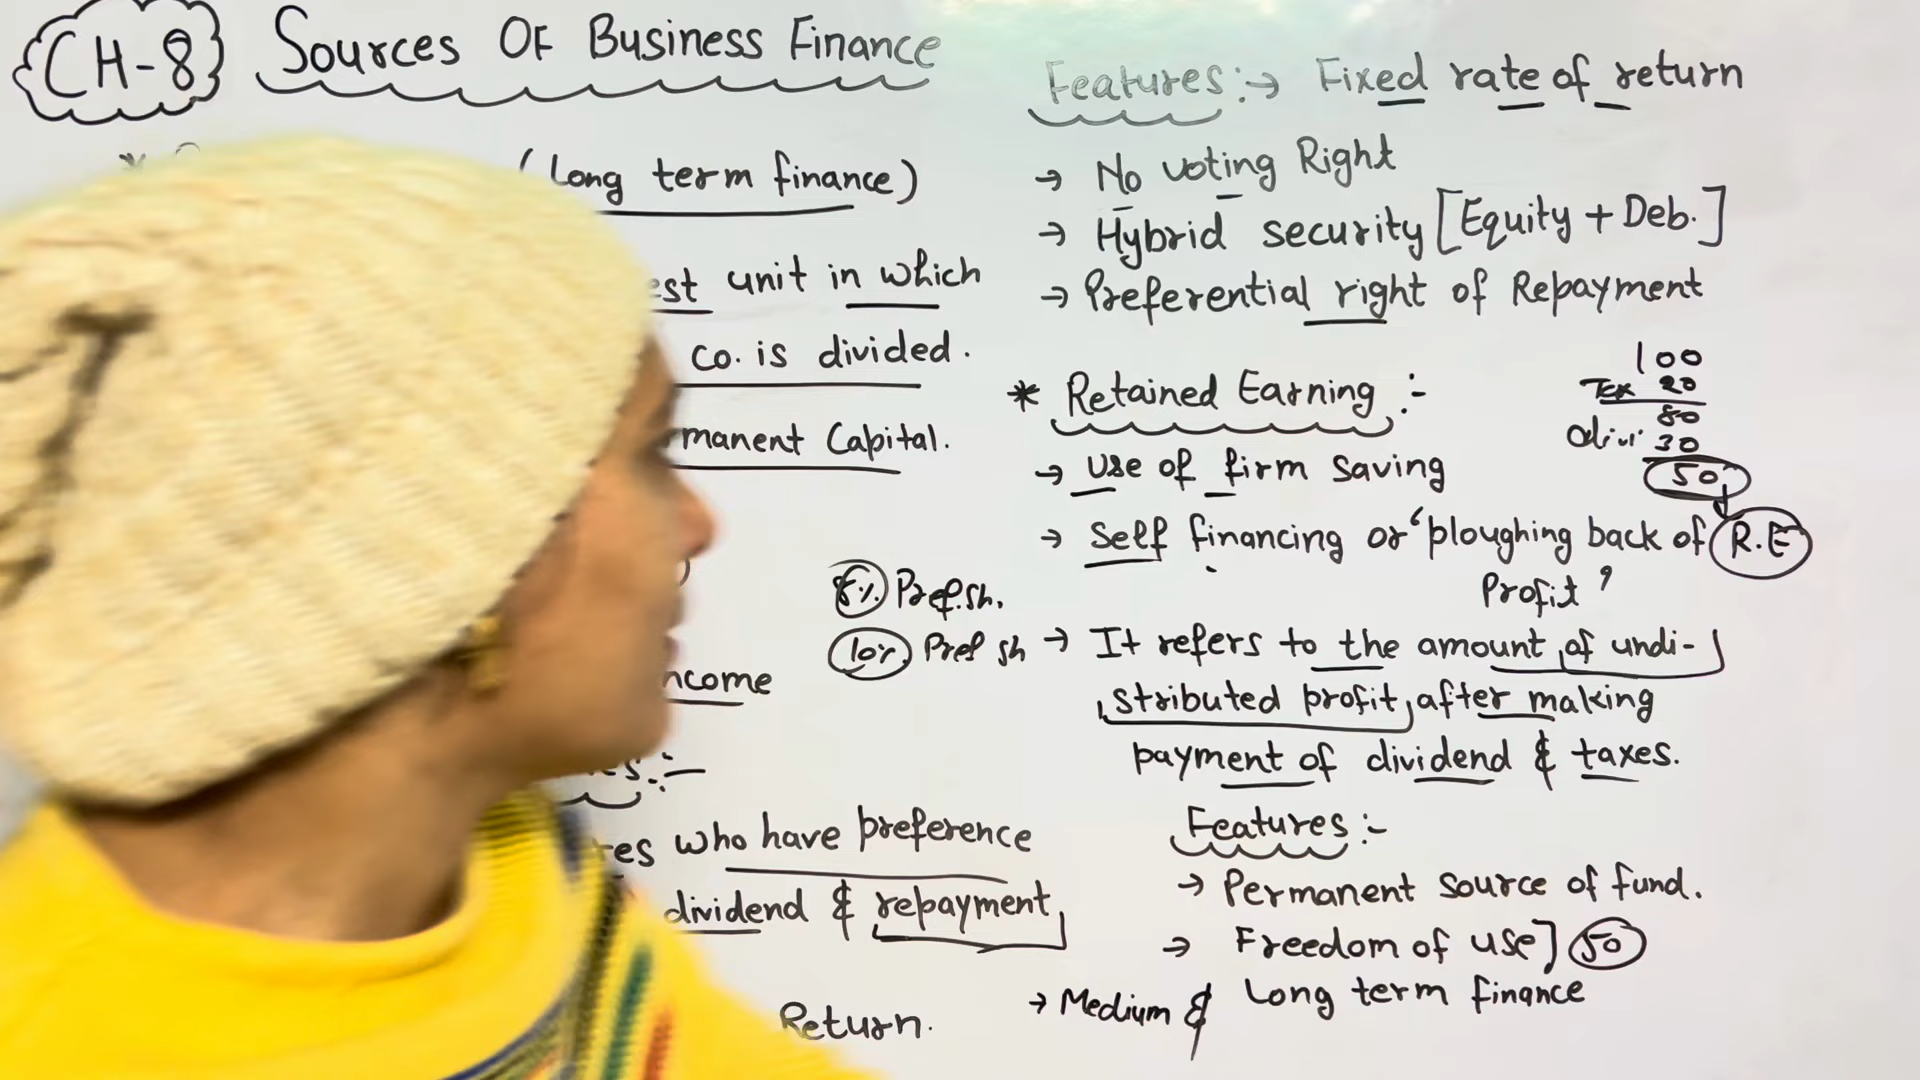 CH-8 Sources Of Business Finance
(Long term finance)
est unit in which
co. is divided.
manent Capital.
ncome
es :-
tes who have preference
dividend & repayment
Return.
8% Pref.sh.
10% Pref sh
Features :→ Fixed rate of return
→ No voting Right
→ Hybrid security [Equity + Deb.]
→ Preferential right of Repayment
* Retained Earning :-
→ Use of firm saving
→ Self financing or ‘ploughing back of
Profit’
100
Tax 20
80
divi. 30
50
R.E
→ It refers to the amount of undi-
stributed profit after making
payment of dividend & taxes.
Features :-
→ Permanent source of fund.
→ Freedom of use] 50
→ Medium & Long term finance